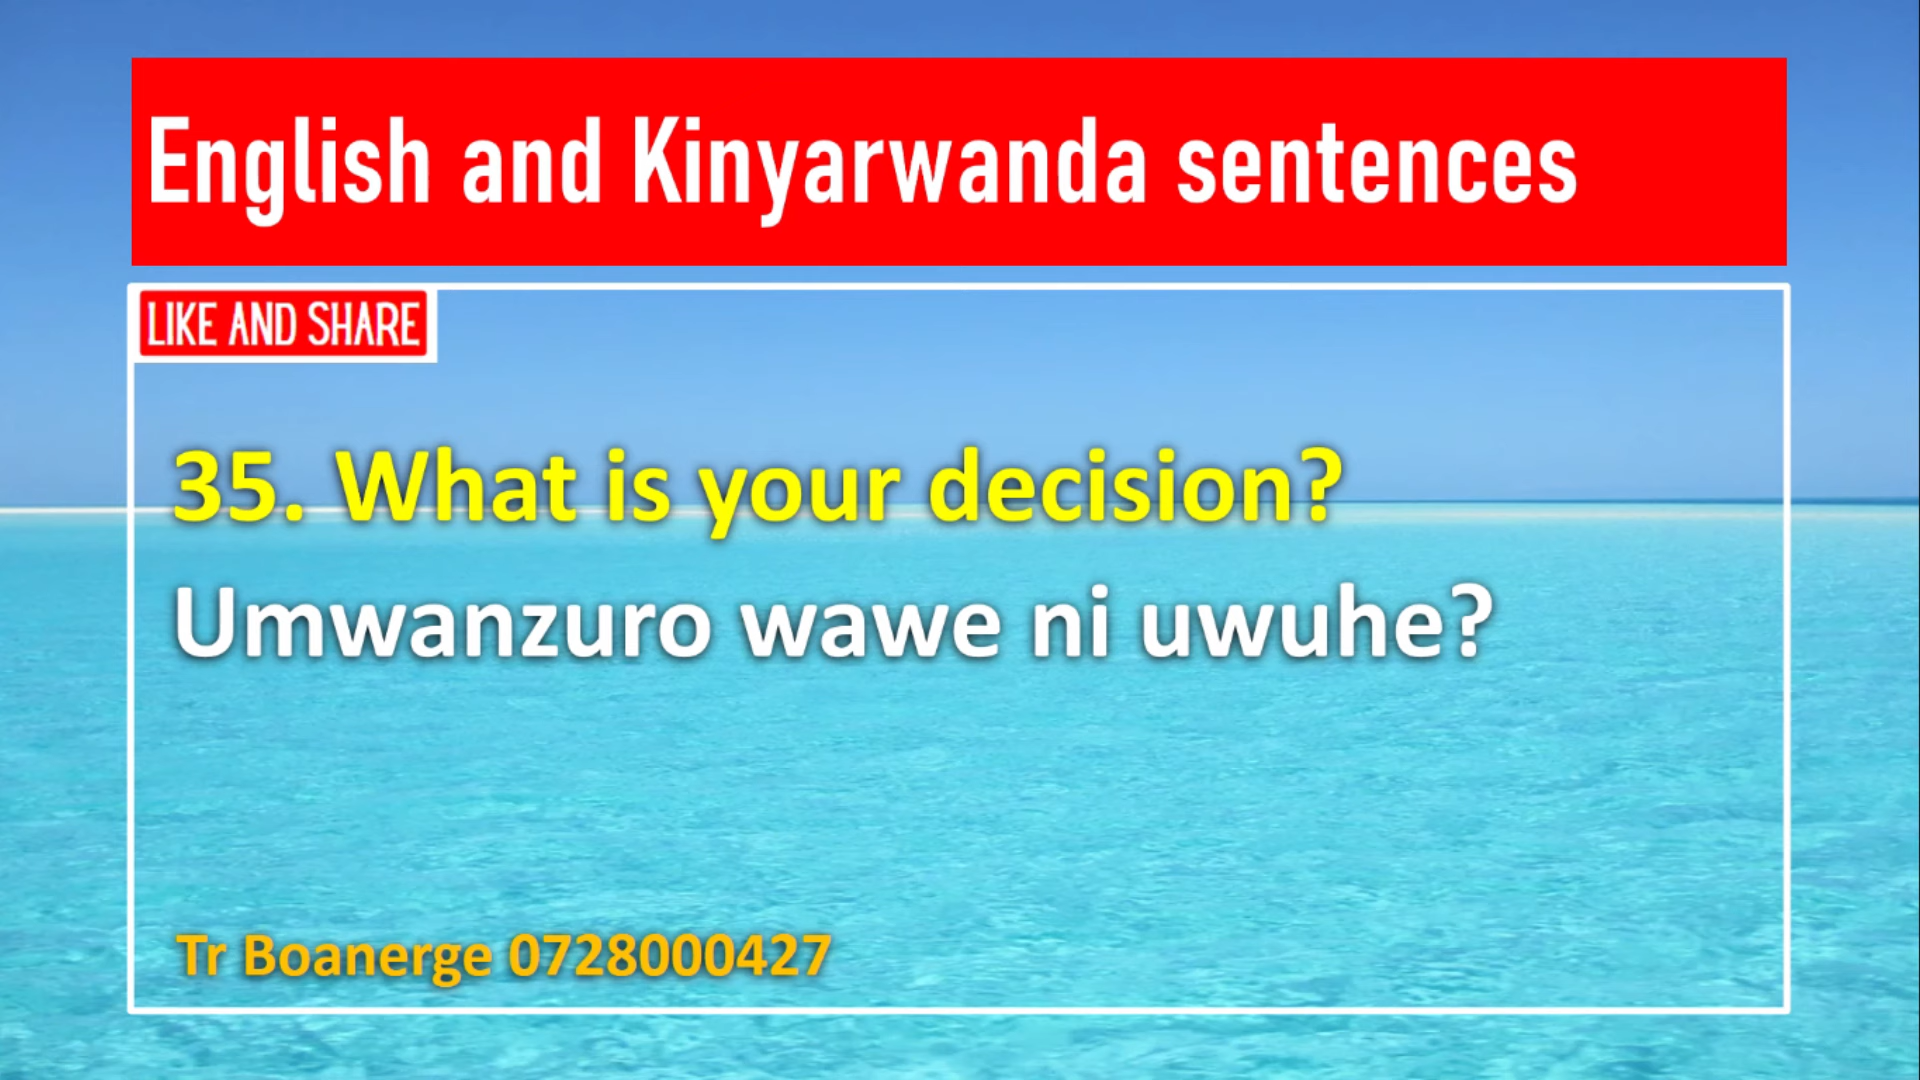 English and Kinyarwanda sentences
LIKE AND SHARE
35. What is your decision?
Umwanzuro wawe ni uwuhe?
Tr Boanerge 0728000427